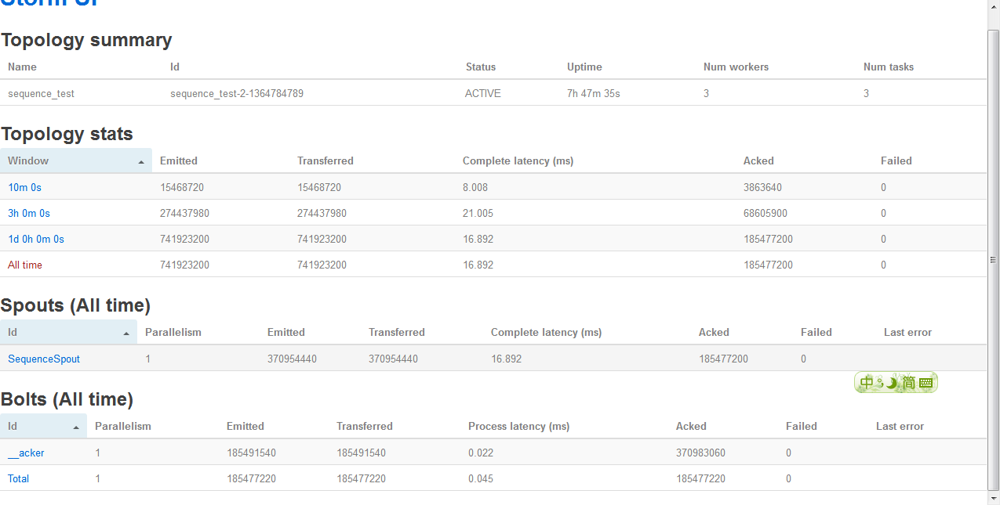 Storm UI
Topology summary
Name Id Status Uptime Num workers Num tasks
sequence_test sequence_test-2-1364784789 ACTIVE 7h 47m 35s 3 3
Topology stats
Window Emitted Transferred Complete latency (ms) Acked Failed
10m 0s 15468720 15468720 8.008 3863640 0
3h 0m 0s 274437980 274437980 21.005 68605900 0
1d 0h 0m 0s 741923200 741923200 16.892 185477200 0
All time 741923200 741923200 16.892 185477200 0
Spouts (All time)
Id Parallelism Emitted Transferred Complete latency (ms) Acked Failed Last error
SequenceSpout 1 370954440 370954440 16.892 185477200 0
中 简
Bolts (All time)
Id Parallelism Emitted Transferred Process latency (ms) Acked Failed Last error
__acker 1 185491540 185491540 0.022 370983060 0
Total 1 185477220 185477220 0.045 185477220 0